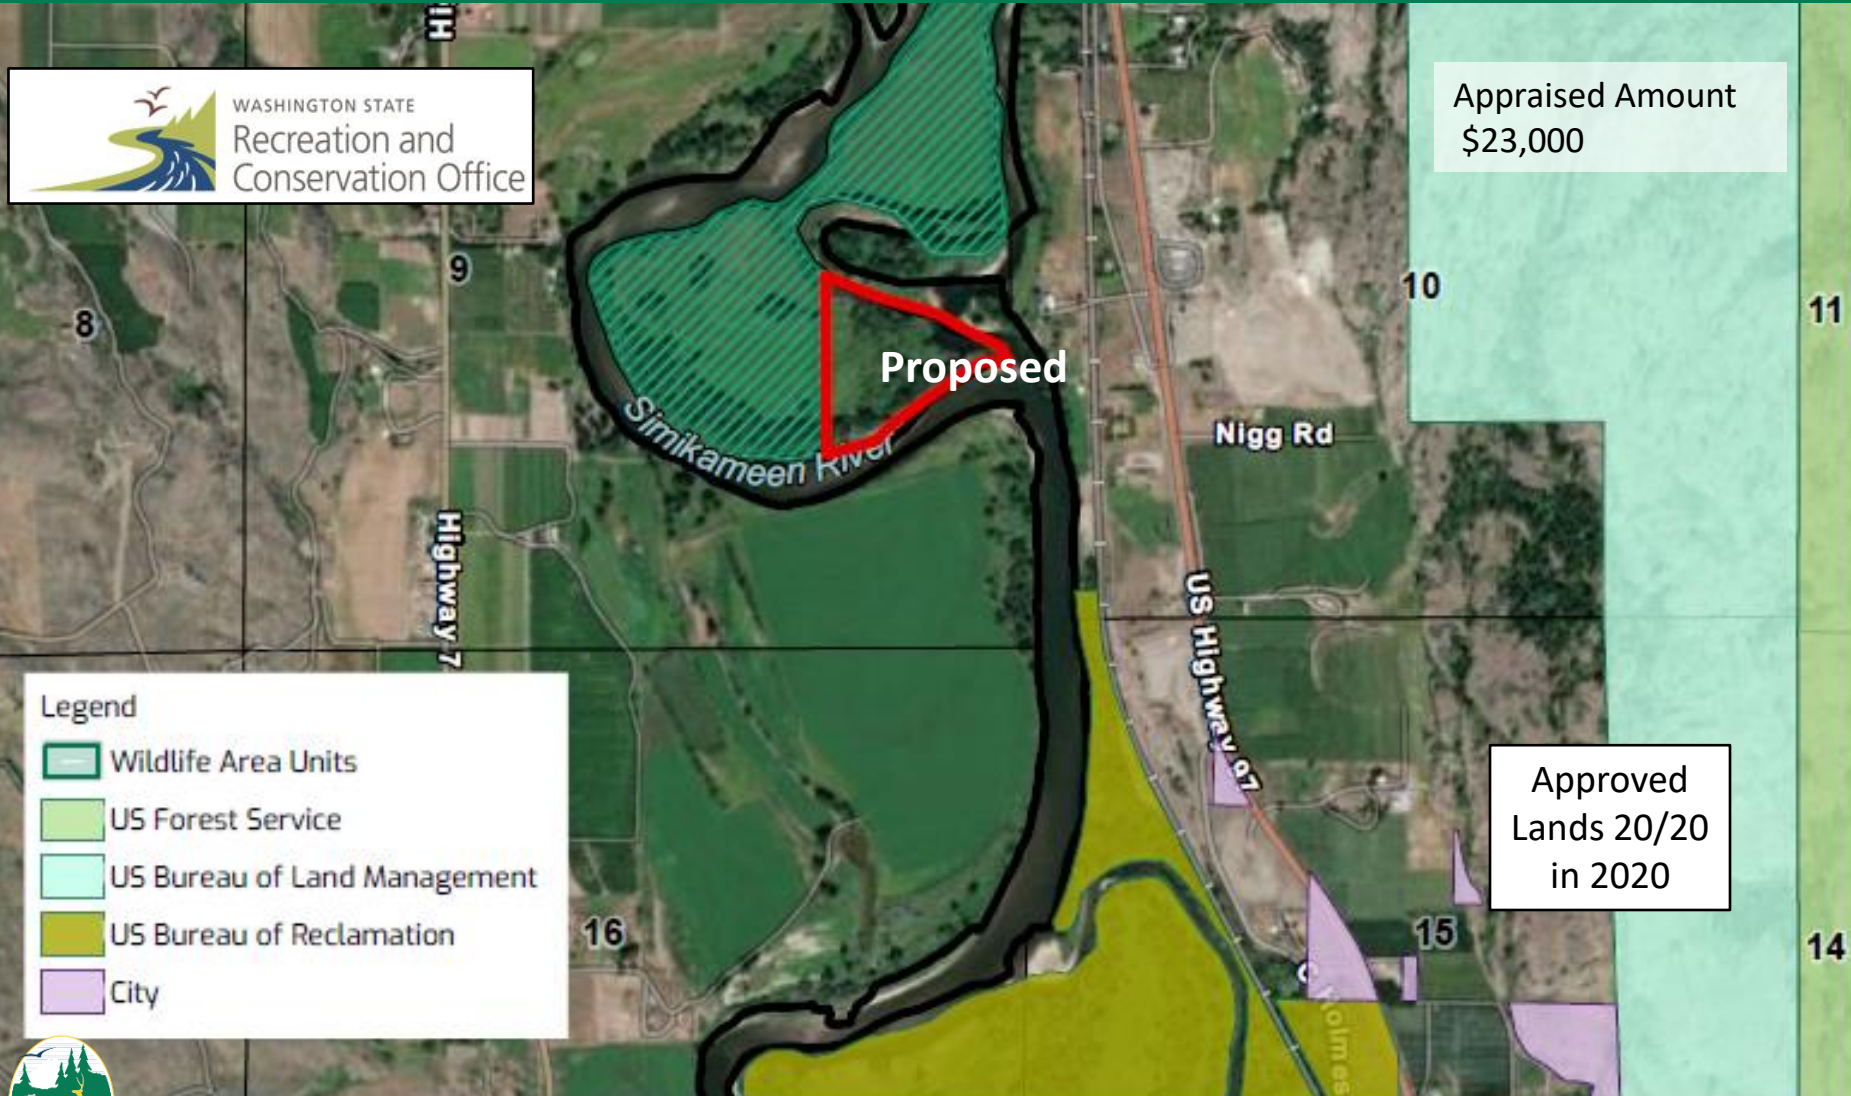 WASHINGTON STATE
Recreation and
Conservation Office
Appraised Amount
$23,000
Hi
8
9
10
11
Proposed
Simikameen River
Nigg Rd
Highway 7
US Highway 97
Legend
Wildlife Area Units
US Forest Service
US Bureau of Land Management
US Bureau of Reclamation
City
Approved
Lands 20/20
in 2020
16
15
14